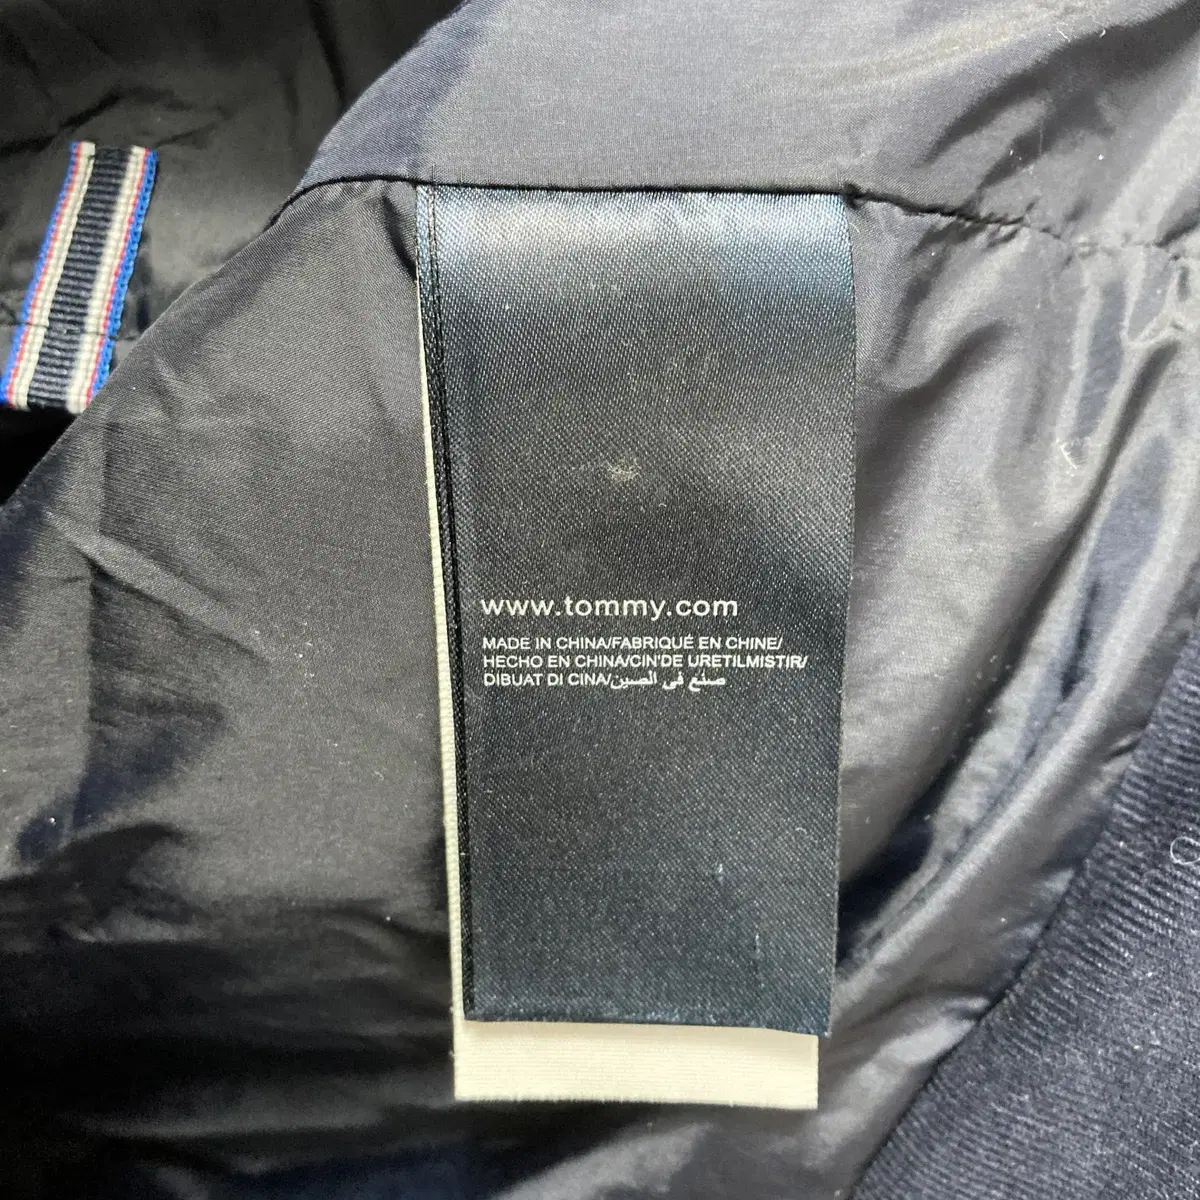 www.tommy.com
MADE IN CHINA/FABRIQUÉ EN CHINE/
HECHO EN CHINA/CIN'DE URETILMISTIR/
DIBUAT DI CINA/صنع في الصين